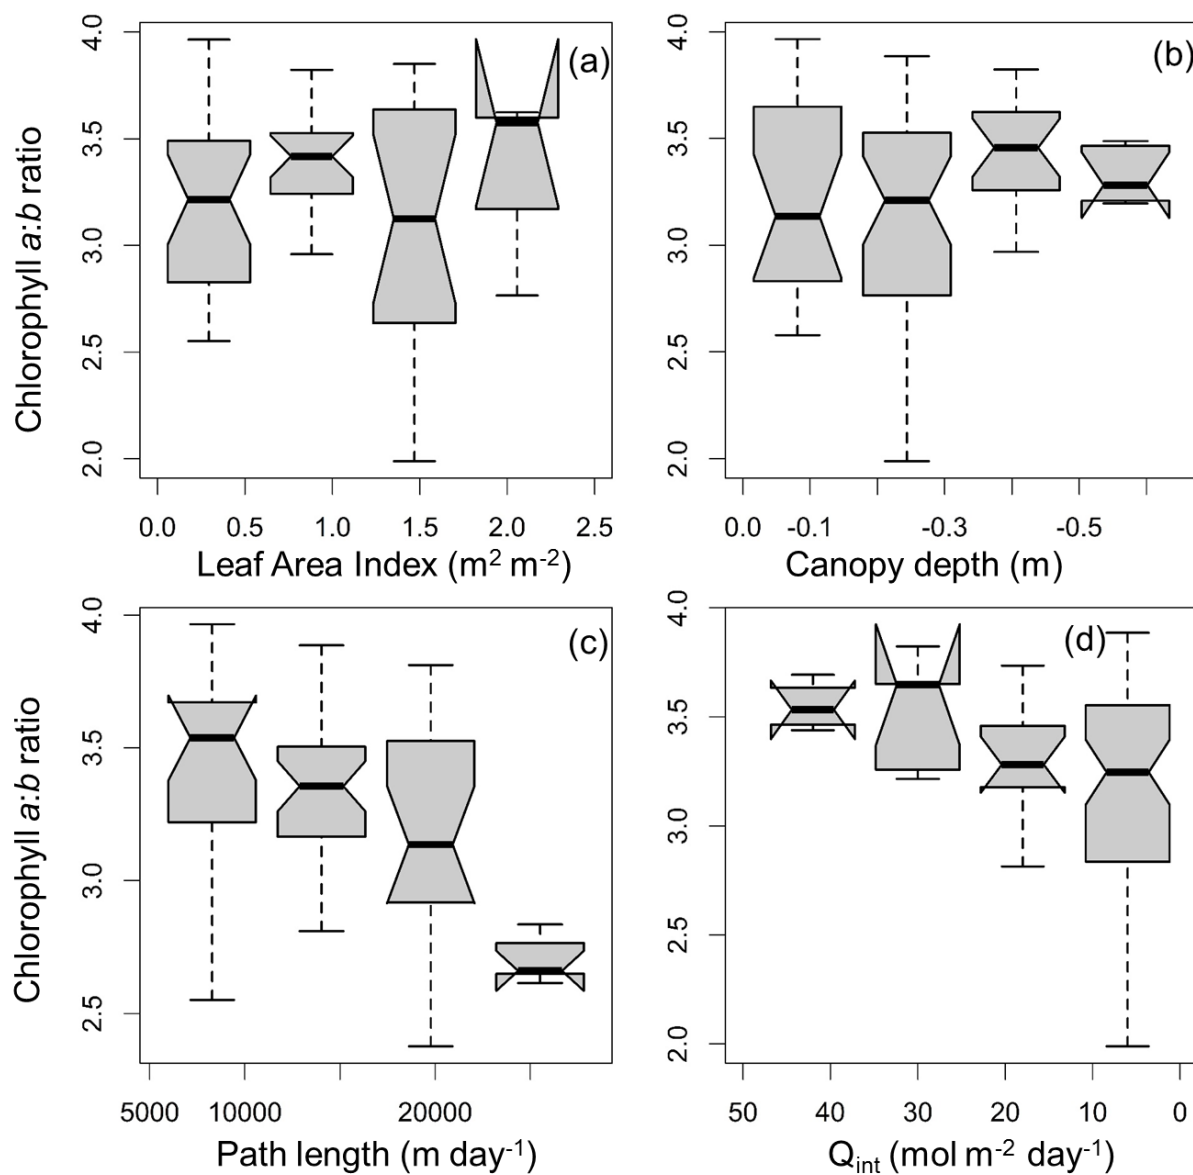 (a)
4.0
3.5
3.0
2.5
2.0
Chlorophyll a:b ratio
0.0 0.5 1.0 1.5 2.0 2.5
Leaf Area Index (m² m⁻²)
(b)
4.0
3.5
3.0
2.5
2.0
0.0 -0.1 -0.3 -0.5
Canopy depth (m)
(c)
4.0
3.5
3.0
2.5
Chlorophyll a:b ratio
5000 10000 20000
Path length (m day⁻¹)
(d)
4.0
3.5
3.0
2.5
2.0
50 40 30 20 10 0
Qint (mol m⁻² day⁻¹)